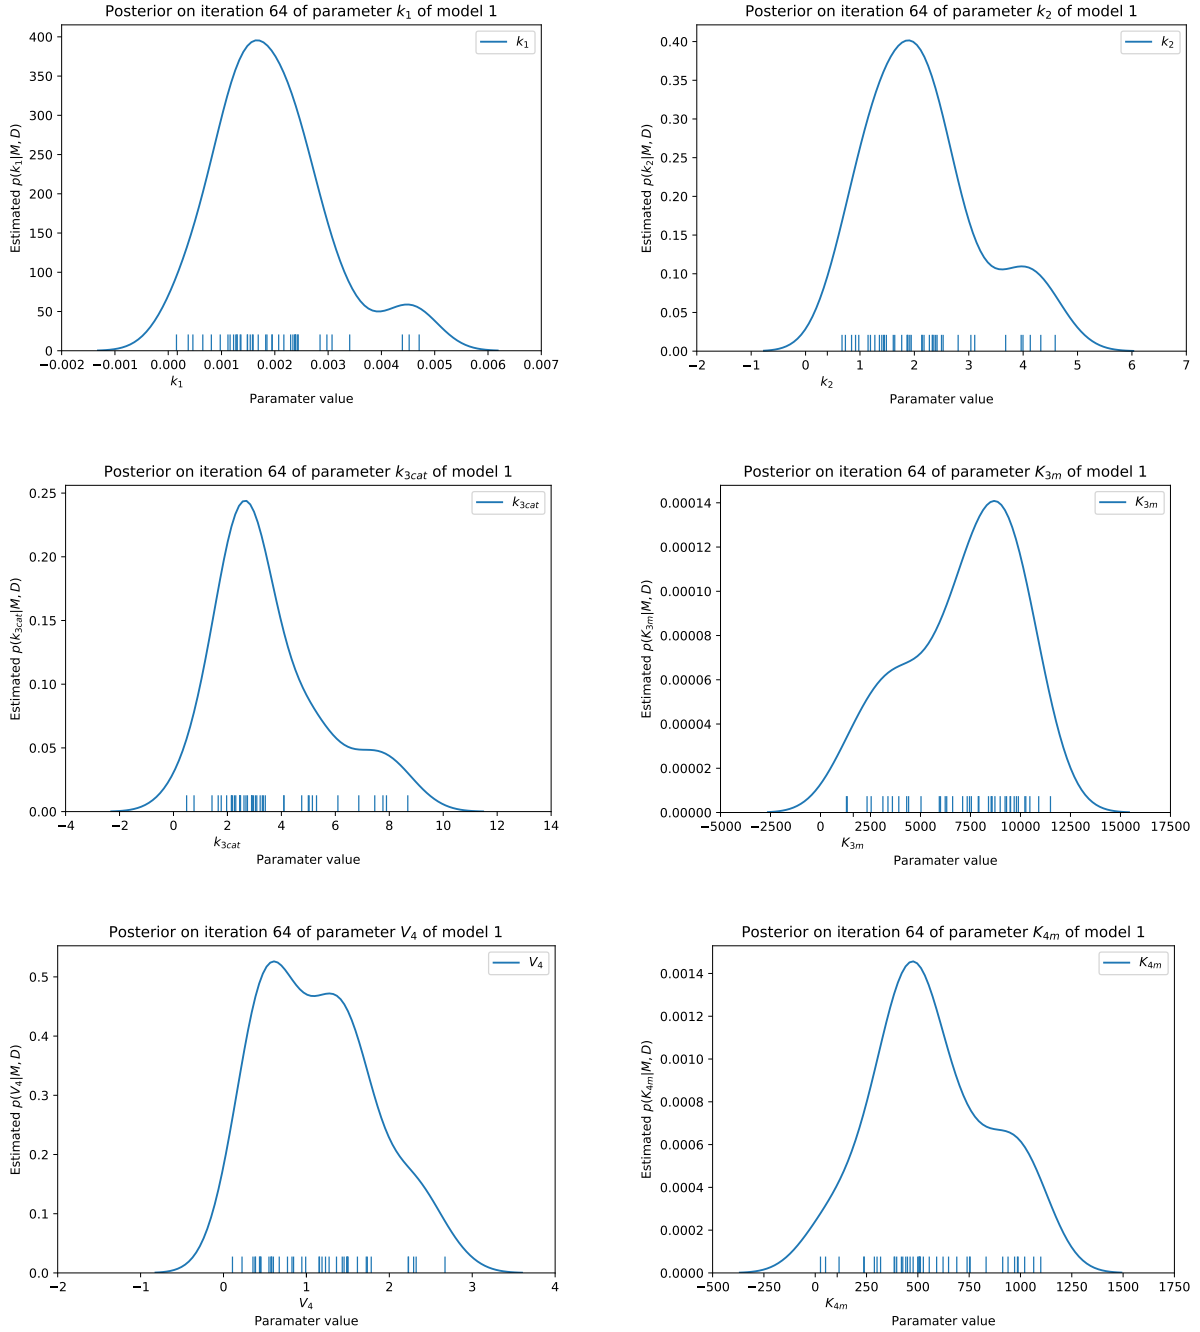 Posterior on iteration 64 of parameter k₁ of model 1
400
350
300
250
200
150
100
50
0
Estimated p(k₁|M, D)
k₁
−0.002 −0.001 0.000 0.001 0.002 0.003 0.004 0.005 0.006 0.007
k₁
Paramater value
Posterior on iteration 64 of parameter k₂ of model 1
0.40
0.35
0.30
0.25
0.20
0.15
0.10
0.05
0.00
Estimated p(k₂|M, D)
k₂
−2 −1 0 1 2 3 4 5 6 7
k₂
Paramater value
Posterior on iteration 64 of parameter k3cat of model 1
0.25
0.20
0.15
0.10
0.05
0.00
Estimated p(k3cat|M, D)
k3cat
−4 −2 0 2 4 6 8 10 12 14
k3cat
Paramater value
Posterior on iteration 64 of parameter K3m of model 1
0.00014
0.00012
0.00010
0.00008
0.00006
0.00004
0.00002
0.00000
Estimated p(K3m|M, D)
K3m
−5000 −2500 0 2500 5000 7500 10000 12500 15000 17500
K3m
Paramater value
Posterior on iteration 64 of parameter V₄ of model 1
0.5
0.4
0.3
0.2
0.1
0.0
Estimated p(V₄|M, D)
V₄
−2 −1 0 1 2 3 4
V₄
Paramater value
Posterior on iteration 64 of parameter K4m of model 1
0.0014
0.0012
0.0010
0.0008
0.0006
0.0004
0.0002
0.0000
Estimated p(K4m|M, D)
K4m
−500 −250 0 250 500 750 1000 1250 1500 1750
K4m
Paramater value